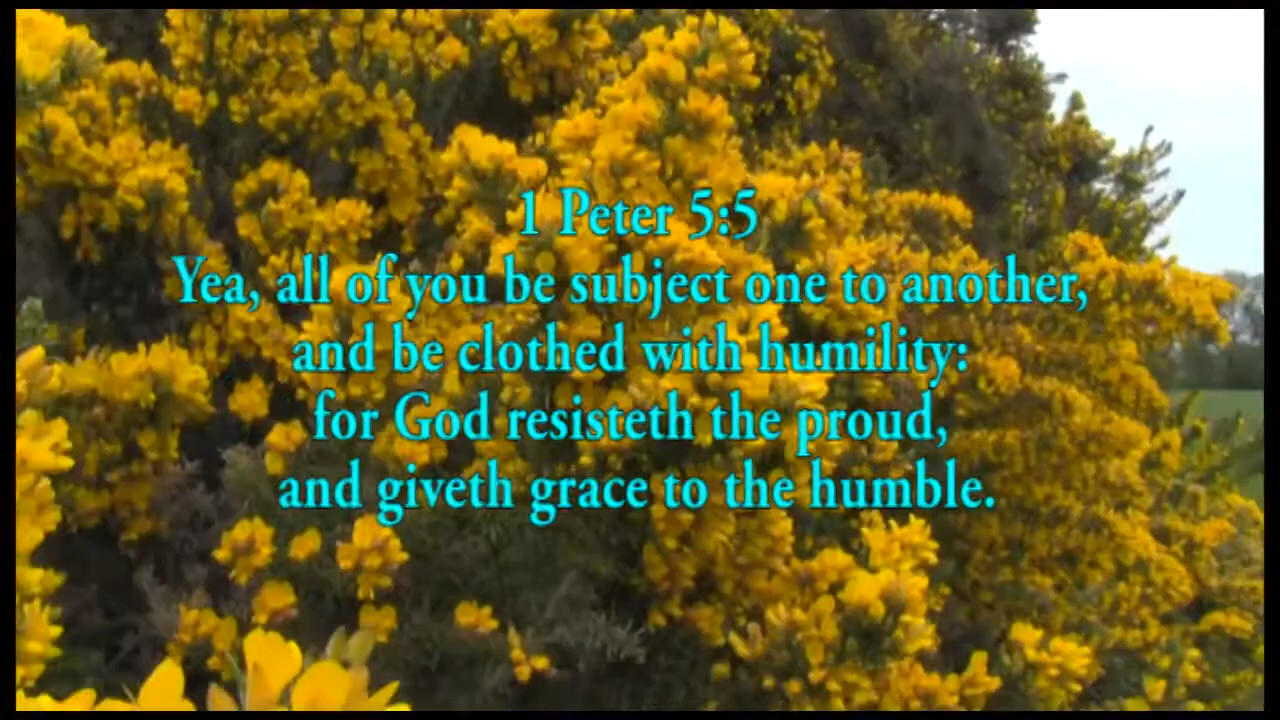 1 Peter 5:5
Yea, all of you be subject one to another,
and be clothed with humility:
for God resisteth the proud,
and giveth grace to the humble.